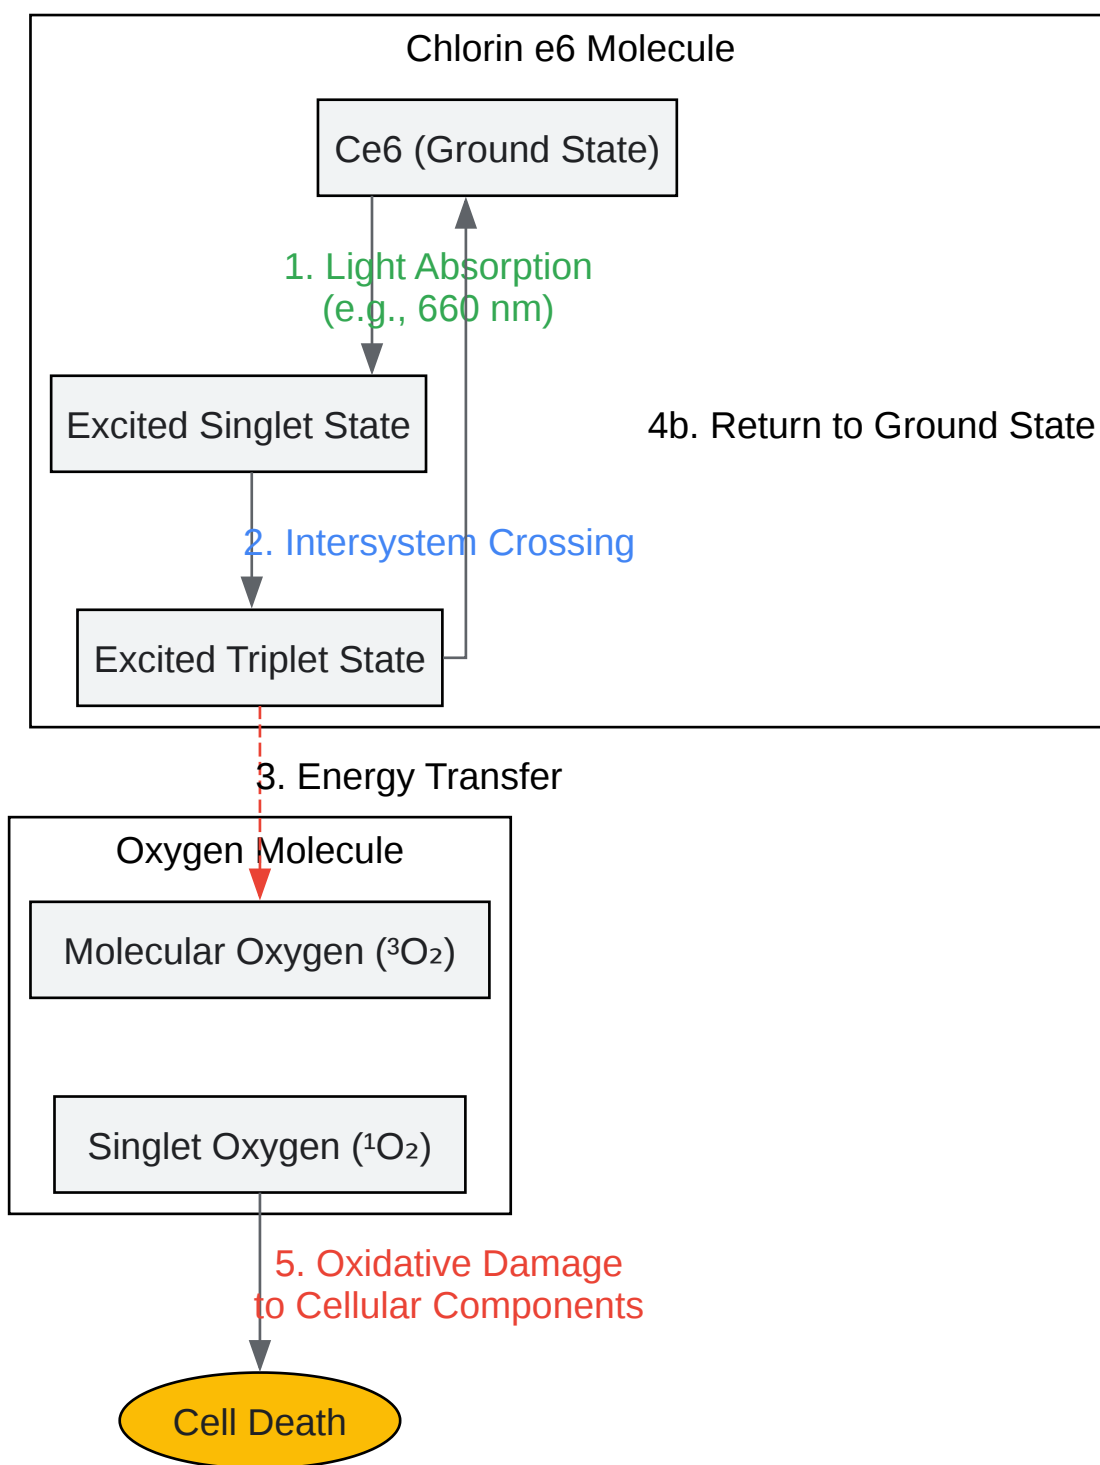 Chlorin e6 Molecule
Ce6 (Ground State)
1. Light Absorption
(e.g., 660 nm)
Excited Singlet State
4b. Return to Ground State
2. Intersystem Crossing
Excited Triplet State
3. Energy Transfer
Oxygen Molecule
Molecular Oxygen (³O₂)
Singlet Oxygen (¹O₂)
5. Oxidative Damage
to Cellular Components
Cell Death